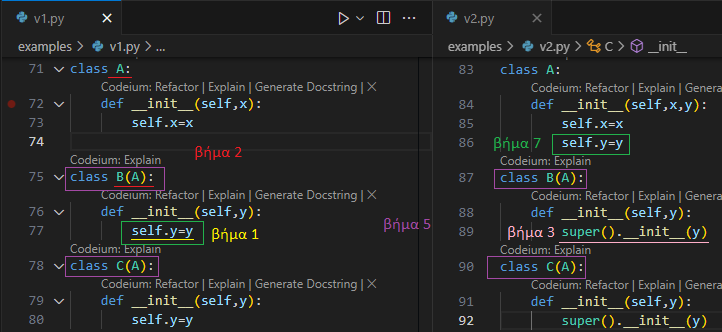 v1.py
examples > v1.py > ...
71 class A:
Codeium: Refactor | Explain | Generate Docstring | X
72 def __init__(self,x):
73 self.x=x
74
Codeium: Explain
βήμα 2
75 class B(A):
Codeium: Refactor | Explain | Generate Docstring | X
76 def __init__(self,y):
77 self.y=y
βήμα 1
βήμα 5
Codeium: Explain
78 class C(A):
Codeium: Refactor | Explain | Generate Docstring | X
79 def __init__(self,y):
80 self.y=y
v2.py
examples > v2.py > C > __init__
83 class A:
Codeium: Refactor | Explain | Generate
84 def __init__(self,x,y):
85 self.x=x
86 βήμα 7 self.y=y
Codeium: Explain
87 class B(A):
Codeium: Refactor | Explain | Genera
88 def __init__(self,y):
89 βήμα 3 super().__init__(y)
Codeium: Explain
90 class C(A):
Codeium: Refactor | Explain | Genera
91 def __init__(self,y):
92 super().__init__(y)